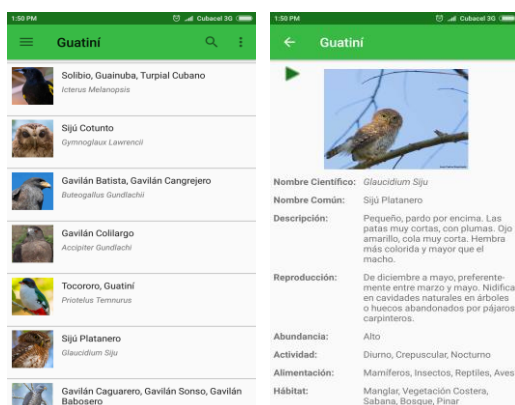 1:50 PM
Cubacel 3G
Guatiní
Solibio, Guainuba, Turpial Cubano
Icterus Melanopsis
Sijú Cotunto
Gymnoglaux Lawrencii
Gavilán Batista, Gavilán Cangrejero
Buteogallus Gundlachii
Gavilán Colilargo
Accipiter Gundlachi
Tocororo, Guatiní
Priotelus Temnurus
Sijú Platanero
Glaucidium Siju
Gavilán Caguarero, Gavilán Sonso, Gavilán
Babosero
1:50 PM
Cubacel 3G
Guatiní
Nombre Científico: Glaucidium Siju
Nombre Común: Sijú Platanero
Descripción: Pequeño, pardo por encima. Las
patas muy cortas, con plumas. Ojo
amarillo, cola muy corta. Hembra
más colorida y mayor que el
macho.
Reproducción: De diciembre a mayo, preferente-
mente entre marzo y mayo. Nidifica
en cavidades naturales en árboles
o huecos abandonados por pájaros
carpinteros.
Abundancia: Alto
Actividad: Diurno, Crepuscular, Nocturno
Alimentación: Mamíferos, Insectos, Reptiles, Aves
Hábitat: Manglar, Vegetación Costera,
Sabana, Bosque, Pinar